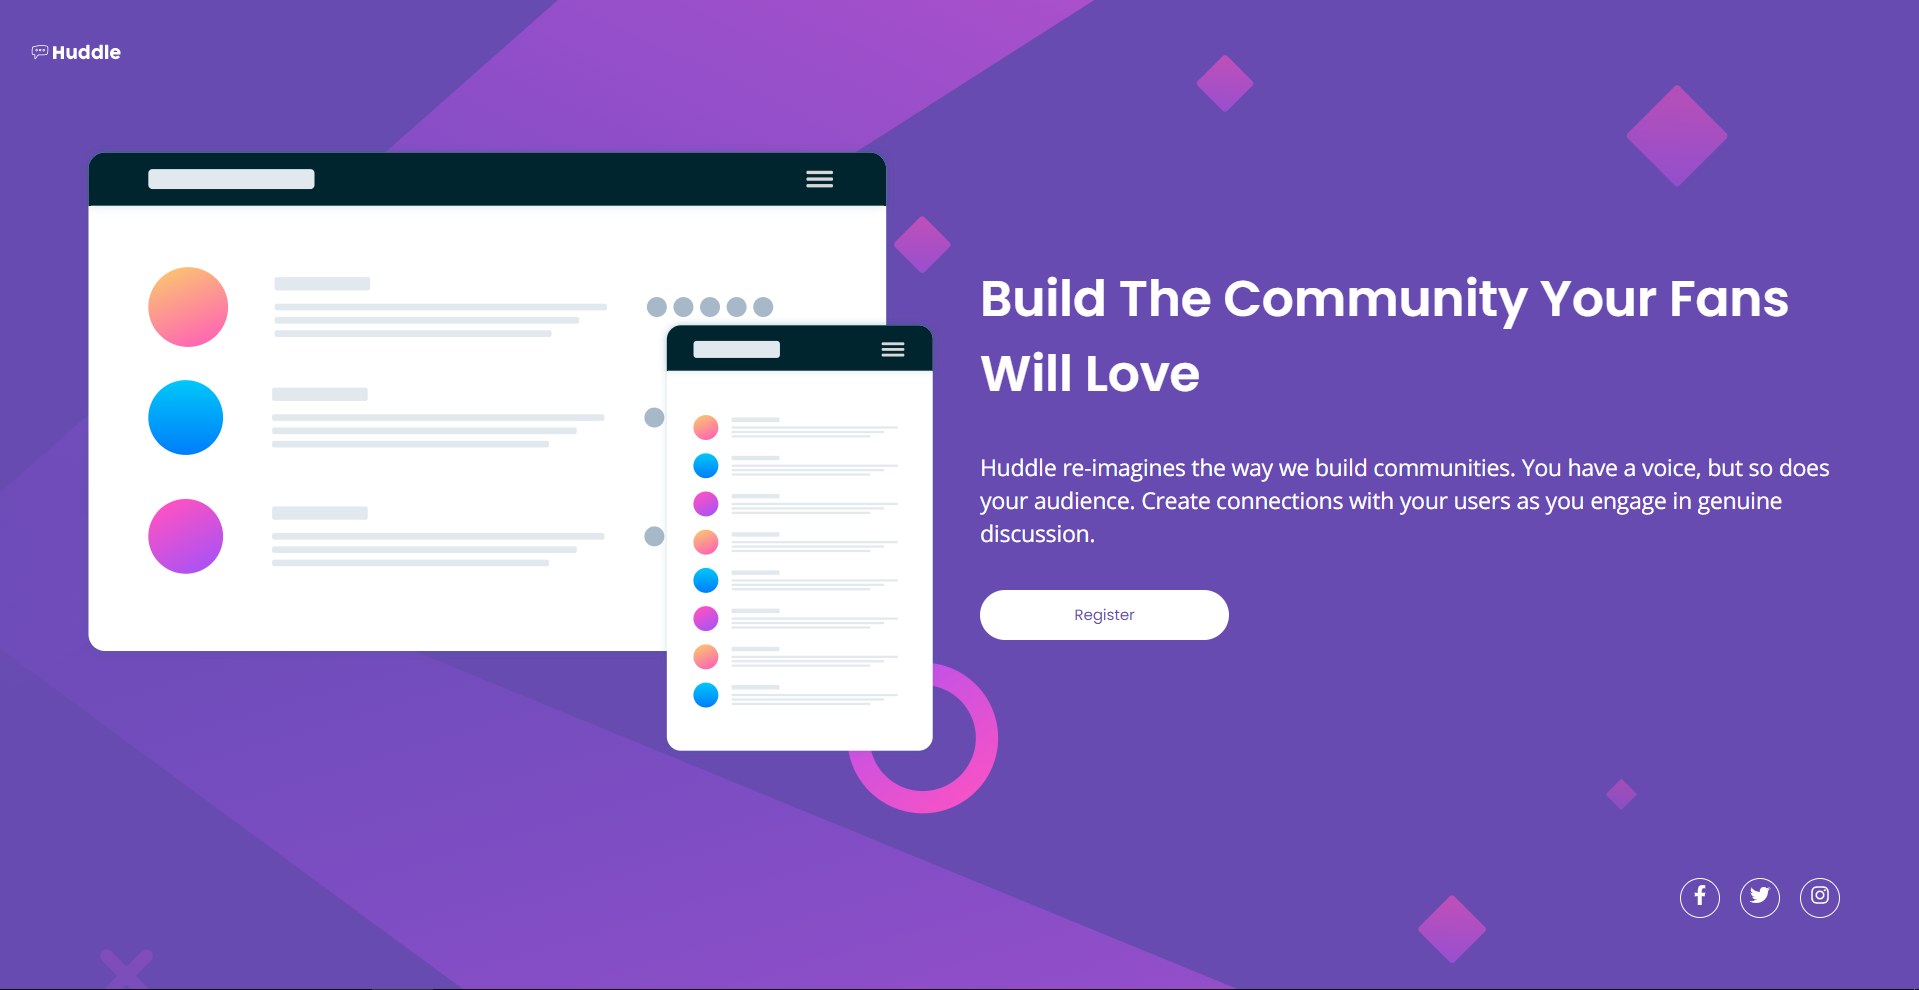 Huddle
Build The Community Your Fans
Will Love
Huddle re-imagines the way we build communities. You have a voice, but so does
your audience. Create connections with your users as you engage in genuine
discussion.
Register